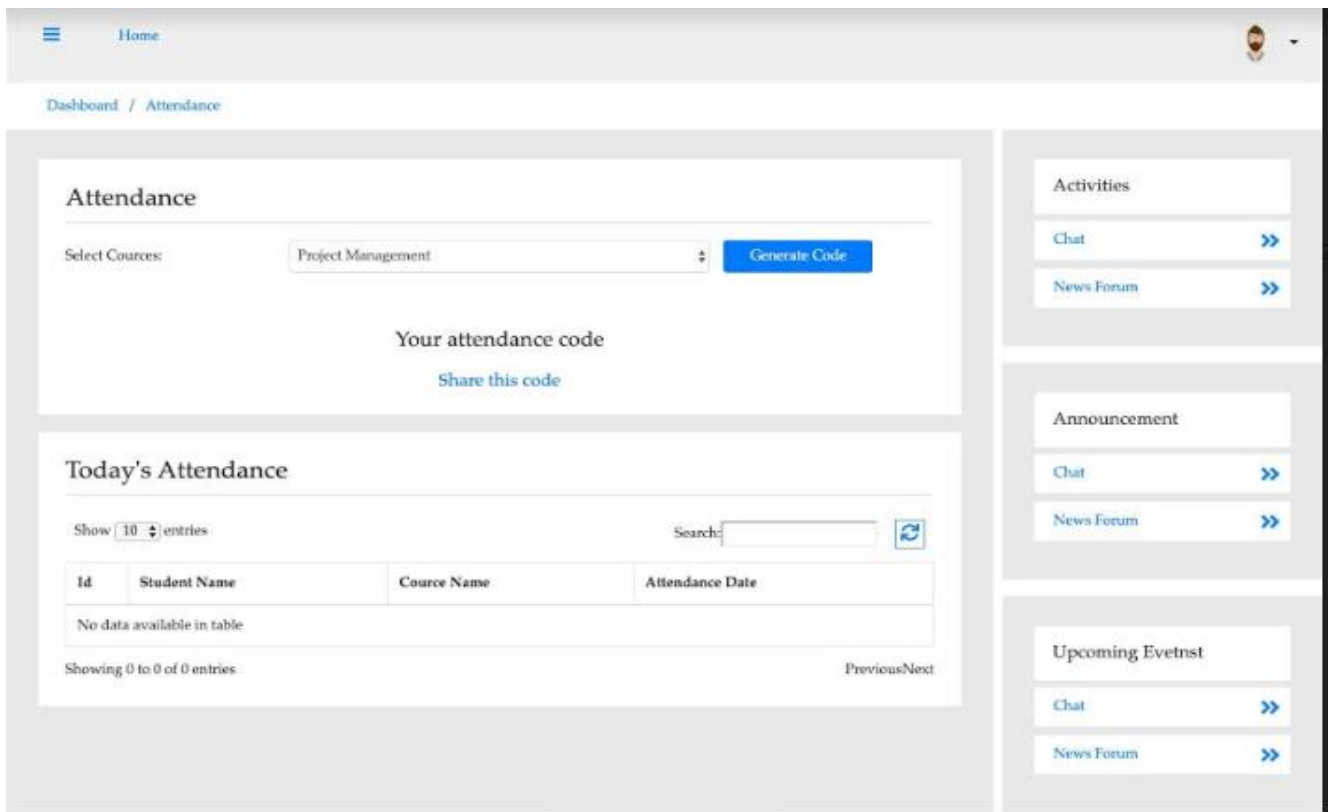 Home
Dashboard / Attendance
Attendance
Select Cources:
Project Management
Generate Code
Your attendance code
Share this code
Today's Attendance
Show 10 entries
Search:
Id Student Name Cource Name Attendance Date
No data available in table
Showing 0 to 0 of 0 entries
PreviousNext
Activities
Chat
News Forum
Announcement
Chat
News Forum
Upcoming Evetnst
Chat
News Forum